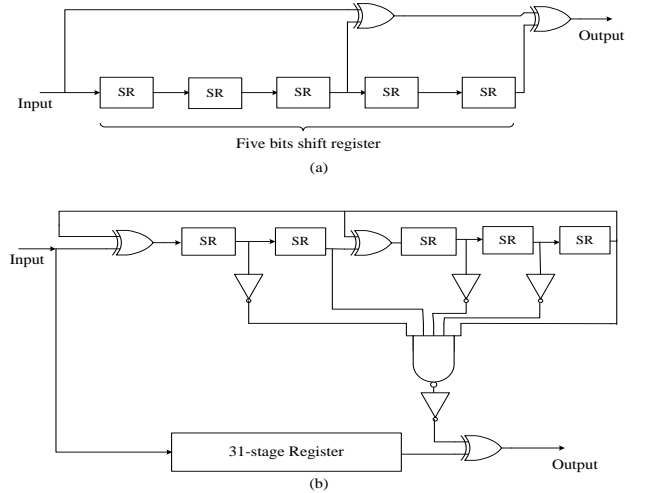 Output
SR SR SR SR SR
Input
Five bits shift register
(a)
SR SR SR SR SR
Input
31-stage Register
Output
(b)